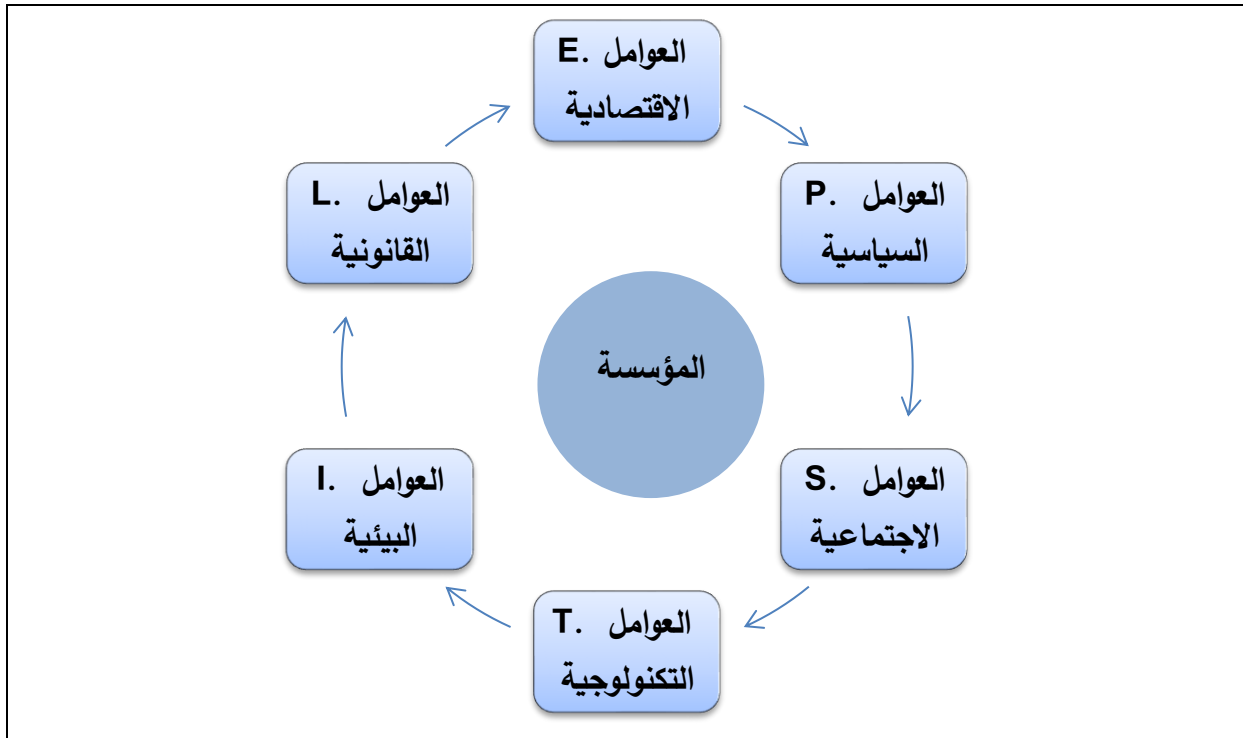 E. العوامل
الاقتصادية
P. العوامل
السياسية
S. العوامل
الاجتماعية
T. العوامل
التكنولوجية
I. العوامل
البيئية
L. العوامل
القانونية
المؤسسة